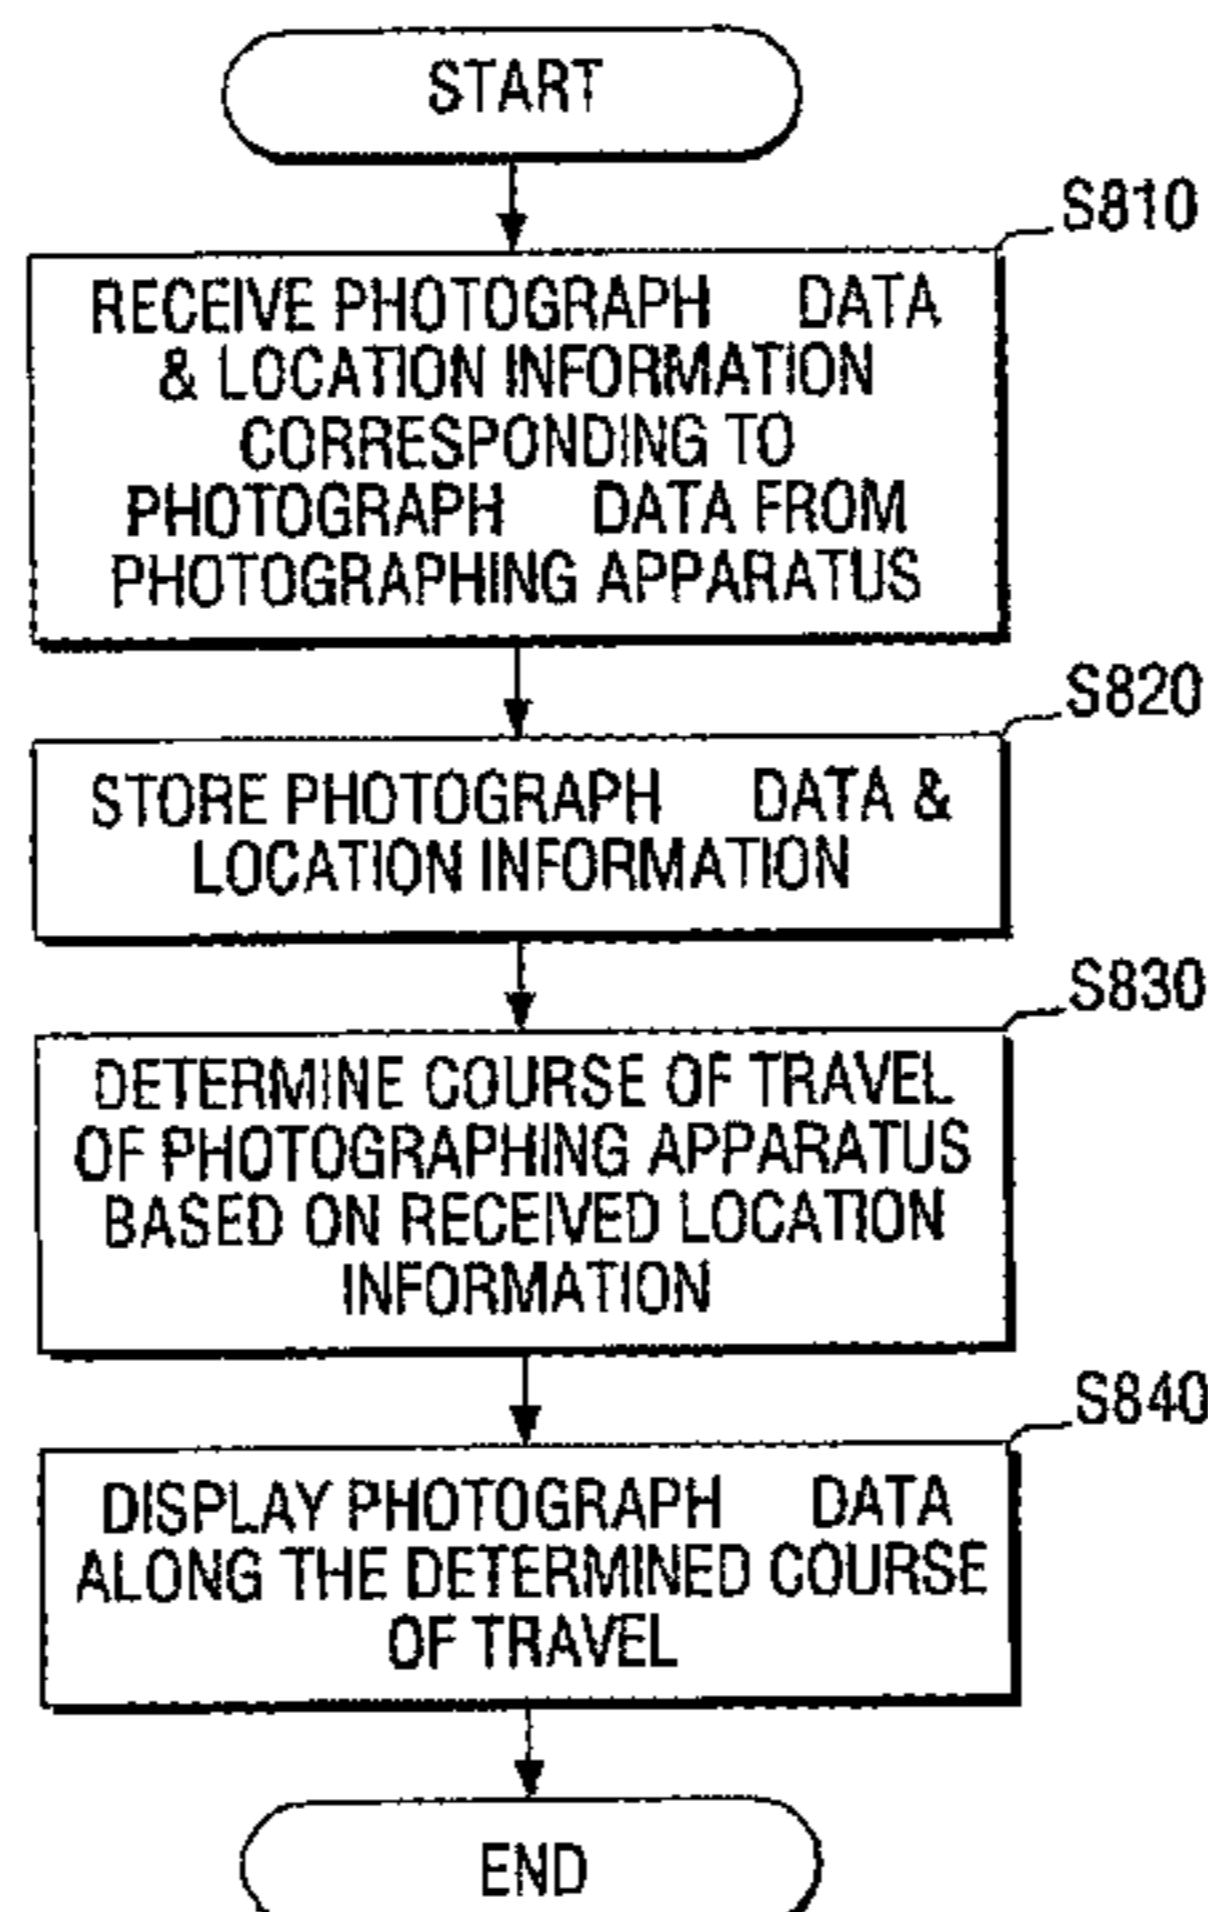 START
S810
RECEIVE PHOTOGRAPH DATA
& LOCATION INFORMATION
CORRESPONDING TO
PHOTOGRAPH DATA FROM
PHOTOGRAPHING APPARATUS
S820
STORE PHOTOGRAPH DATA &
LOCATION INFORMATION
S830
DETERMINE COURSE OF TRAVEL
OF PHOTOGRAPHING APPARATUS
BASED ON RECEIVED LOCATION
INFORMATION
S840
DISPLAY PHOTOGRAPH DATA
ALONG THE DETERMINED COURSE
OF TRAVEL
END